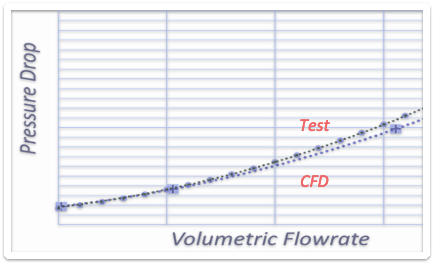 Pressure Drop
Test
CFD
Volumetric Flowrate